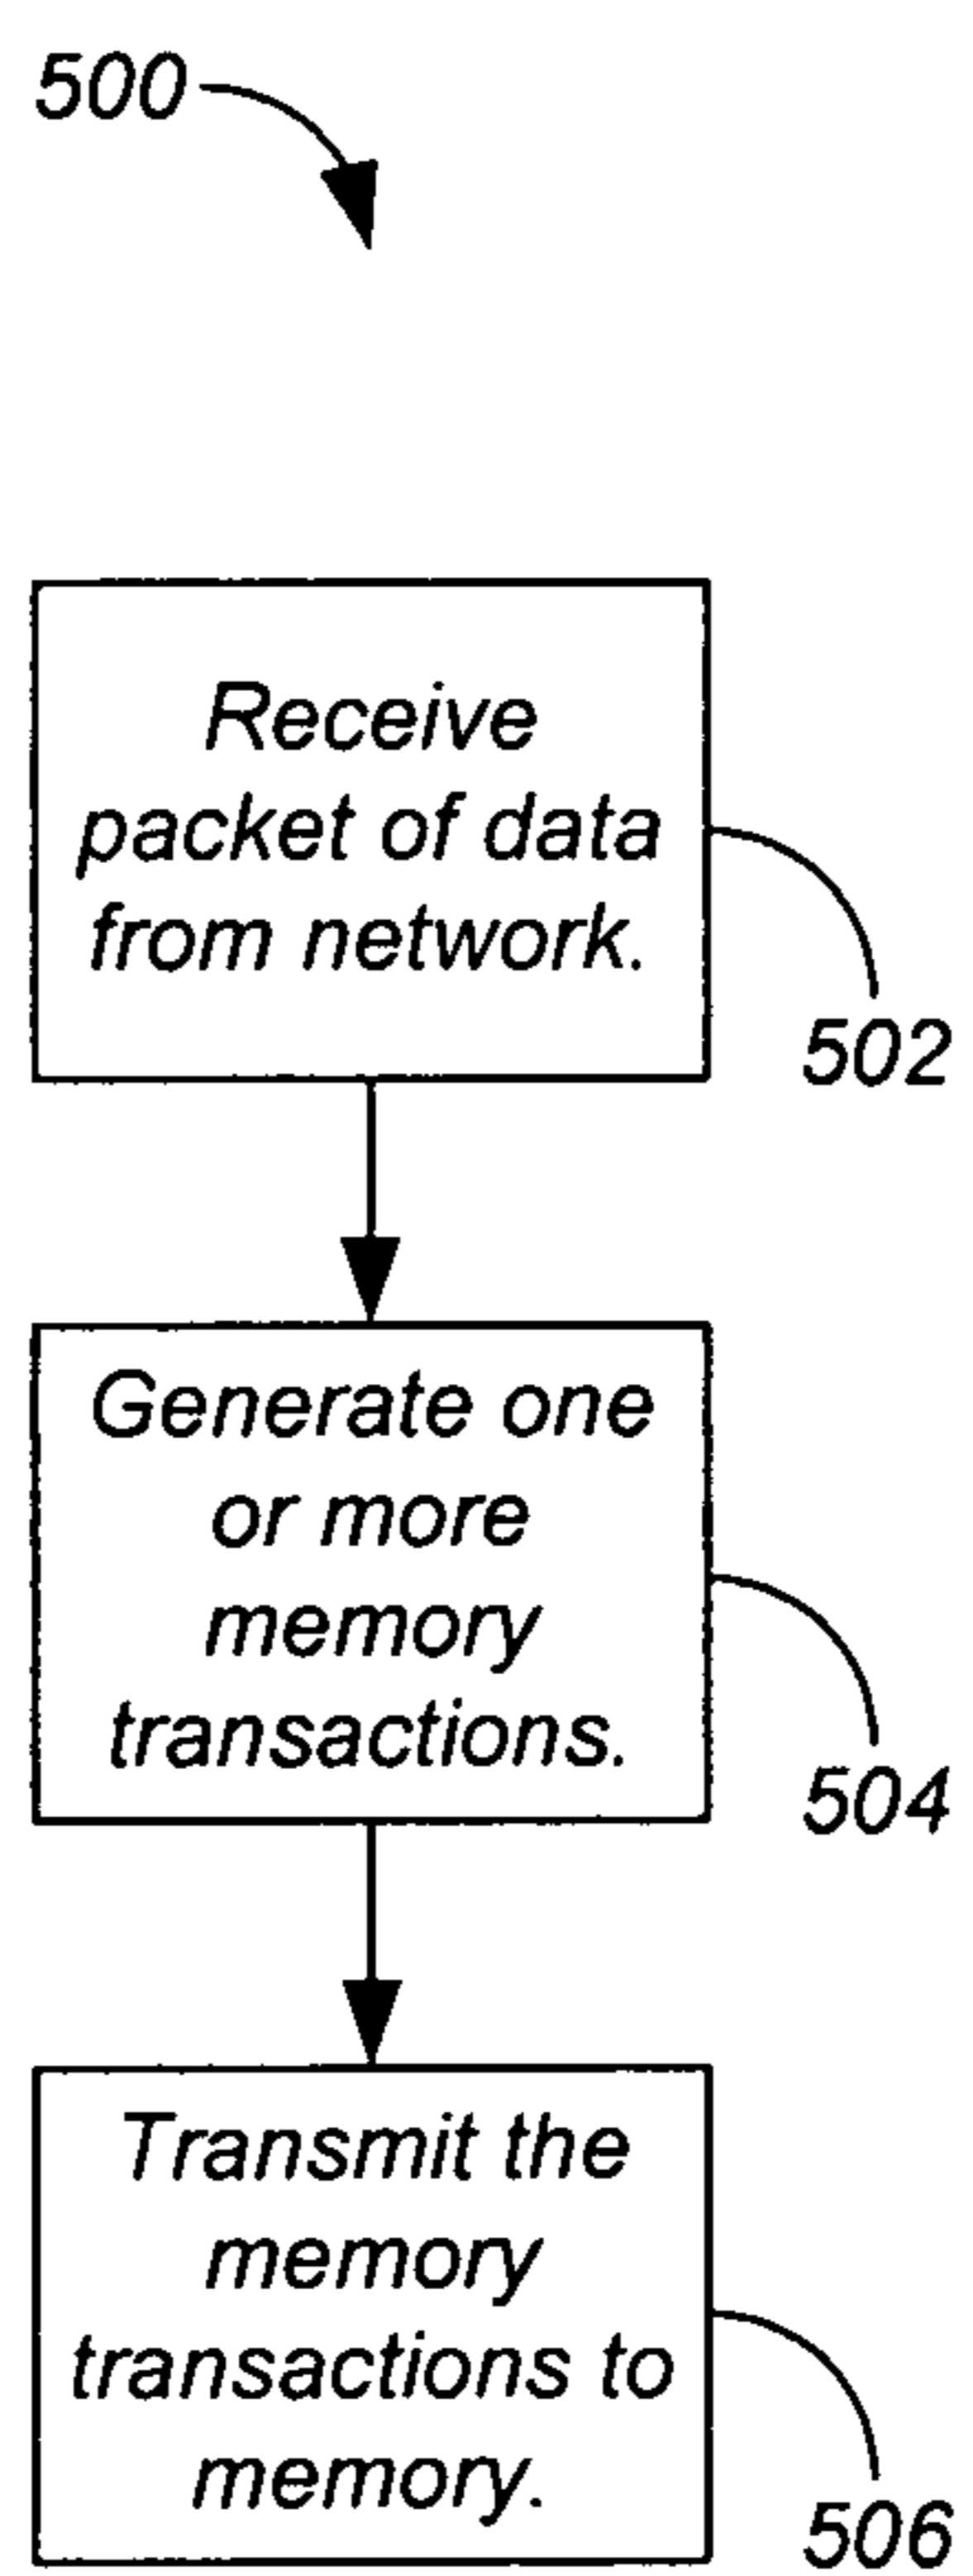 500
Receive
packet of data
from network.
502
Generate one
or more
memory
transactions.
504
Transmit the
memory
transactions to
memory.
506